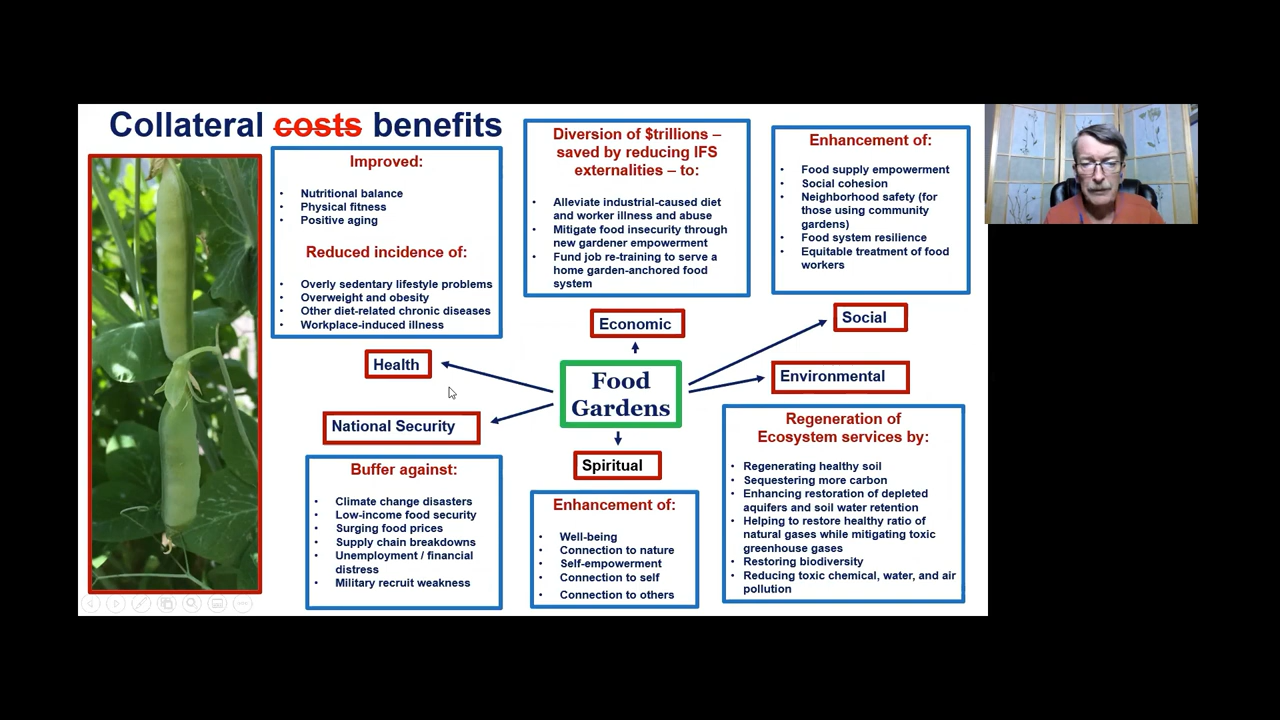 Collateral costs benefits
Improved:
• Nutritional balance
• Physical fitness
• Positive aging
Reduced incidence of:
• Overly sedentary lifestyle problems
• Overweight and obesity
• Other diet-related chronic diseases
• Workplace-induced illness
Diversion of $trillions –
saved by reducing IFS
externalities – to:
• Alleviate industrial-caused diet
and worker illness and abuse
• Mitigate food insecurity through
new gardener empowerment
• Fund job re-training to serve a
home garden-anchored food
system
Enhancement of:
• Food supply empowerment
• Social cohesion
• Neighborhood safety (for
those using community
gardens)
• Food system resilience
• Equitable treatment of food
workers
Economic
Social
Health
Food
Gardens
Environmental
National Security
Spiritual
Buffer against:
• Climate change disasters
• Low-income food security
• Surging food prices
• Supply chain breakdowns
• Unemployment / financial
distress
• Military recruit weakness
Enhancement of:
• Well-being
• Connection to nature
• Self-empowerment
• Connection to self
• Connection to others
Regeneration of
Ecosystem services by:
• Regenerating healthy soil
• Sequestering more carbon
• Enhancing restoration of depleted
aquifers and soil water retention
• Helping to restore healthy ratio of
natural gases while mitigating toxic
greenhouse gases
• Restoring biodiversity
• Reducing toxic chemical, water, and air
pollution